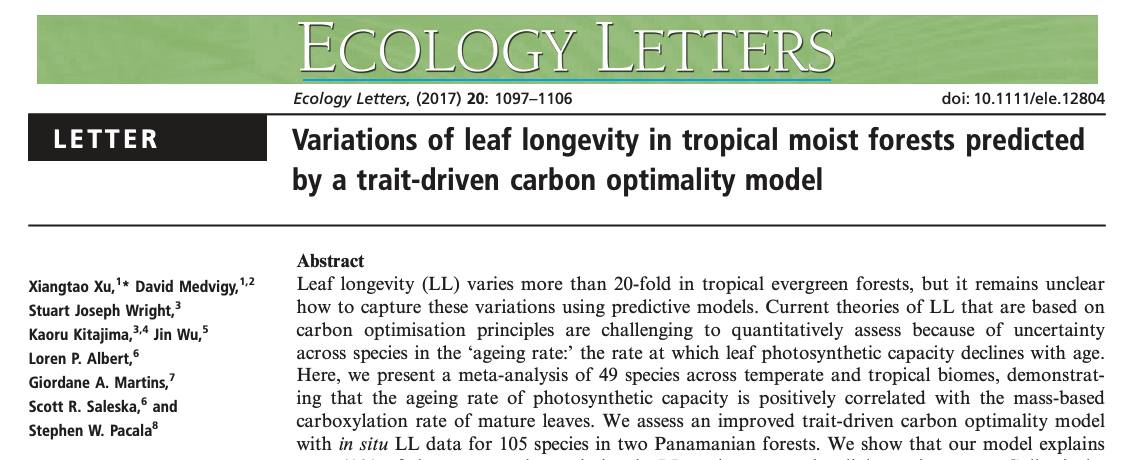 ECOLOGY LETTERS
Ecology Letters, (2017) 20: 1097–1106
doi: 10.1111/ele.12804
LETTER
Variations of leaf longevity in tropical moist forests predicted
by a trait-driven carbon optimality model
Xiangtao Xu,1* David Medvigy,1,2
Stuart Joseph Wright,3
Kaoru Kitajima,3,4 Jin Wu,5
Loren P. Albert,6
Giordane A. Martins,7
Scott R. Saleska,6 and
Stephen W. Pacala8
Abstract
Leaf longevity (LL) varies more than 20-fold in tropical evergreen forests, but it remains unclear
how to capture these variations using predictive models. Current theories of LL that are based on
carbon optimisation principles are challenging to quantitatively assess because of uncertainty
across species in the ‘ageing rate:’ the rate at which leaf photosynthetic capacity declines with age.
Here, we present a meta-analysis of 49 species across temperate and tropical biomes, demonstrat-
ing that the ageing rate of photosynthetic capacity is positively correlated with the mass-based
carboxylation rate of mature leaves. We assess an improved trait-driven carbon optimality model
with in situ LL data for 105 species in two Panamanian forests. We show that our model explains